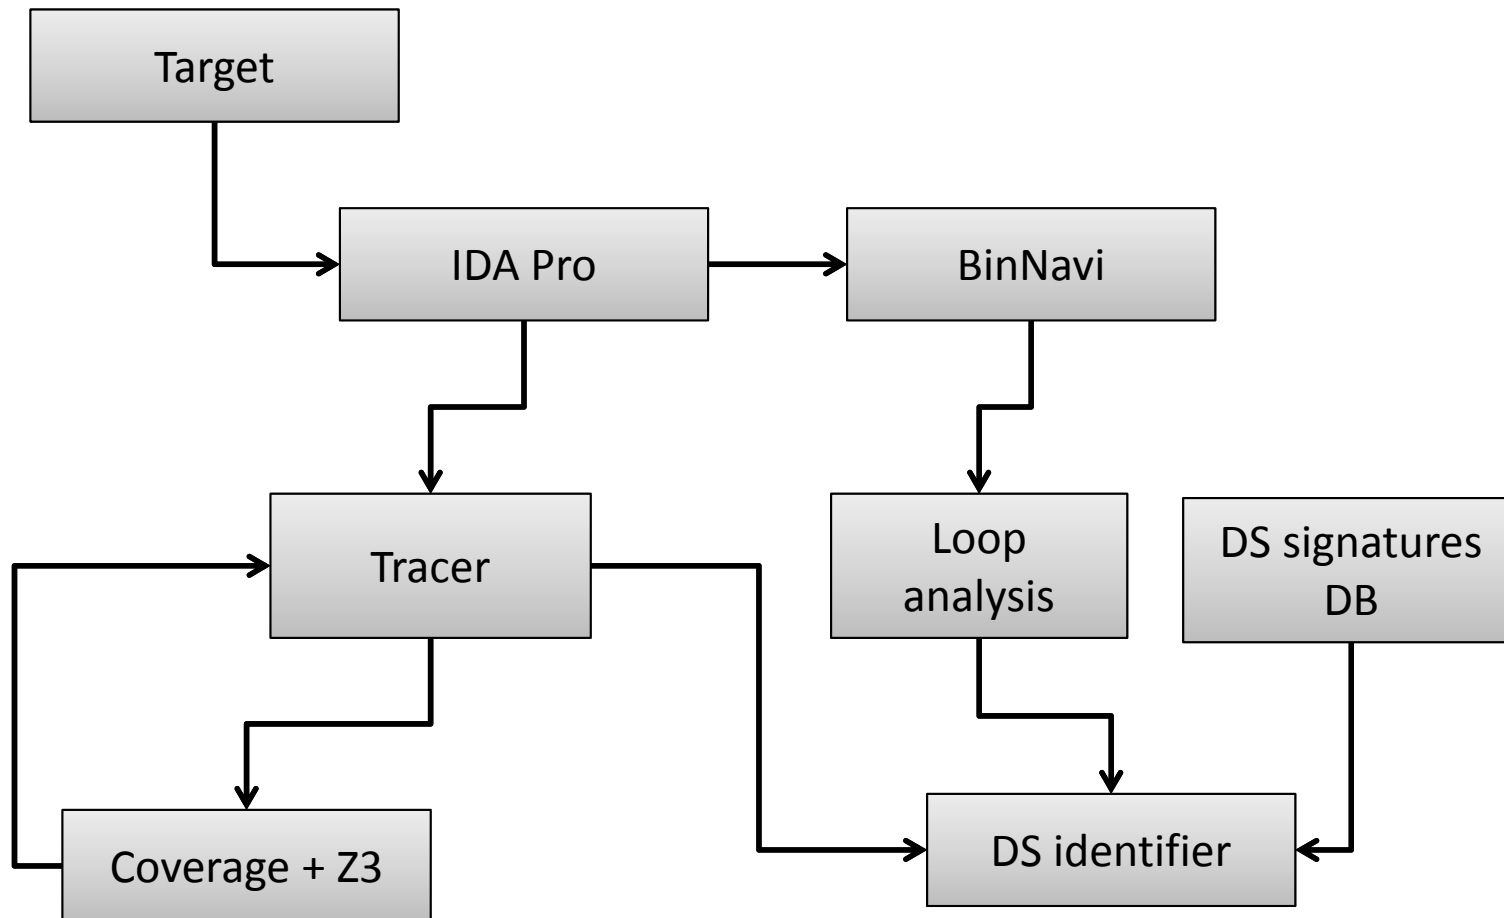 Target
IDA Pro
BinNavi
Tracer
Loop
analysis
DS signatures
DB
Coverage + Z3
DS identifier